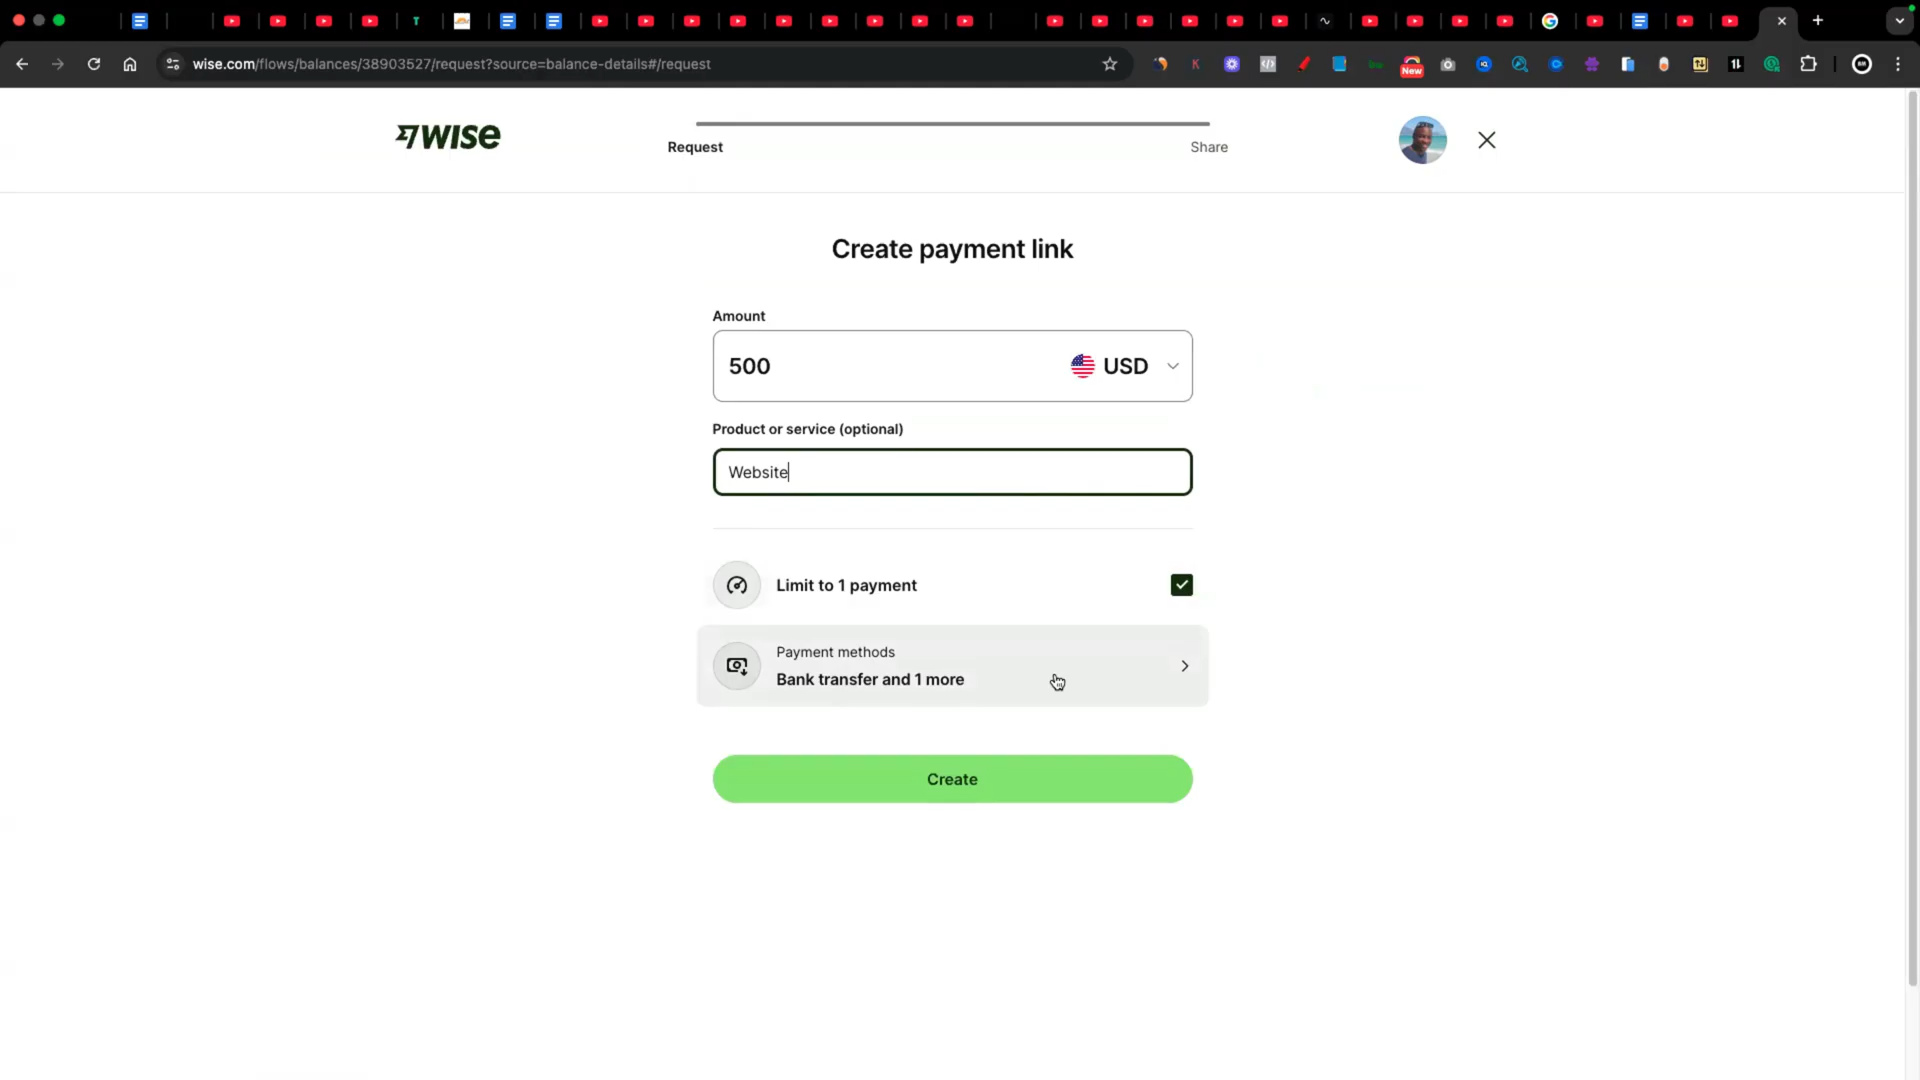 wise.com/flows/balances/38903527/request?source=balance-details#/request
New
WISE
Request
Share
Create payment link
Amount
500
USD
Product or service (optional)
Website
Limit to 1 payment
Payment methods
Bank transfer and 1 more
Create